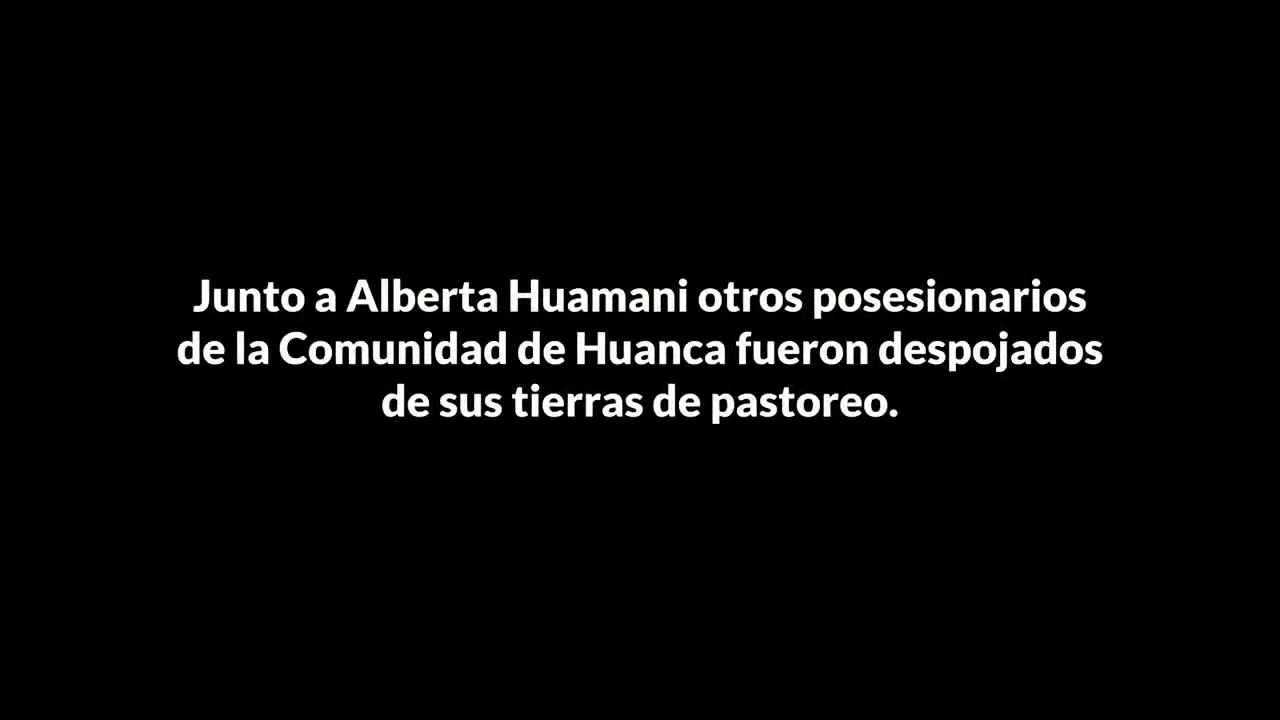 Junto a Alberta Huamani otros posesionarios
de la Comunidad de Huanca fueron despojados
de sus tierras de pastoreo.